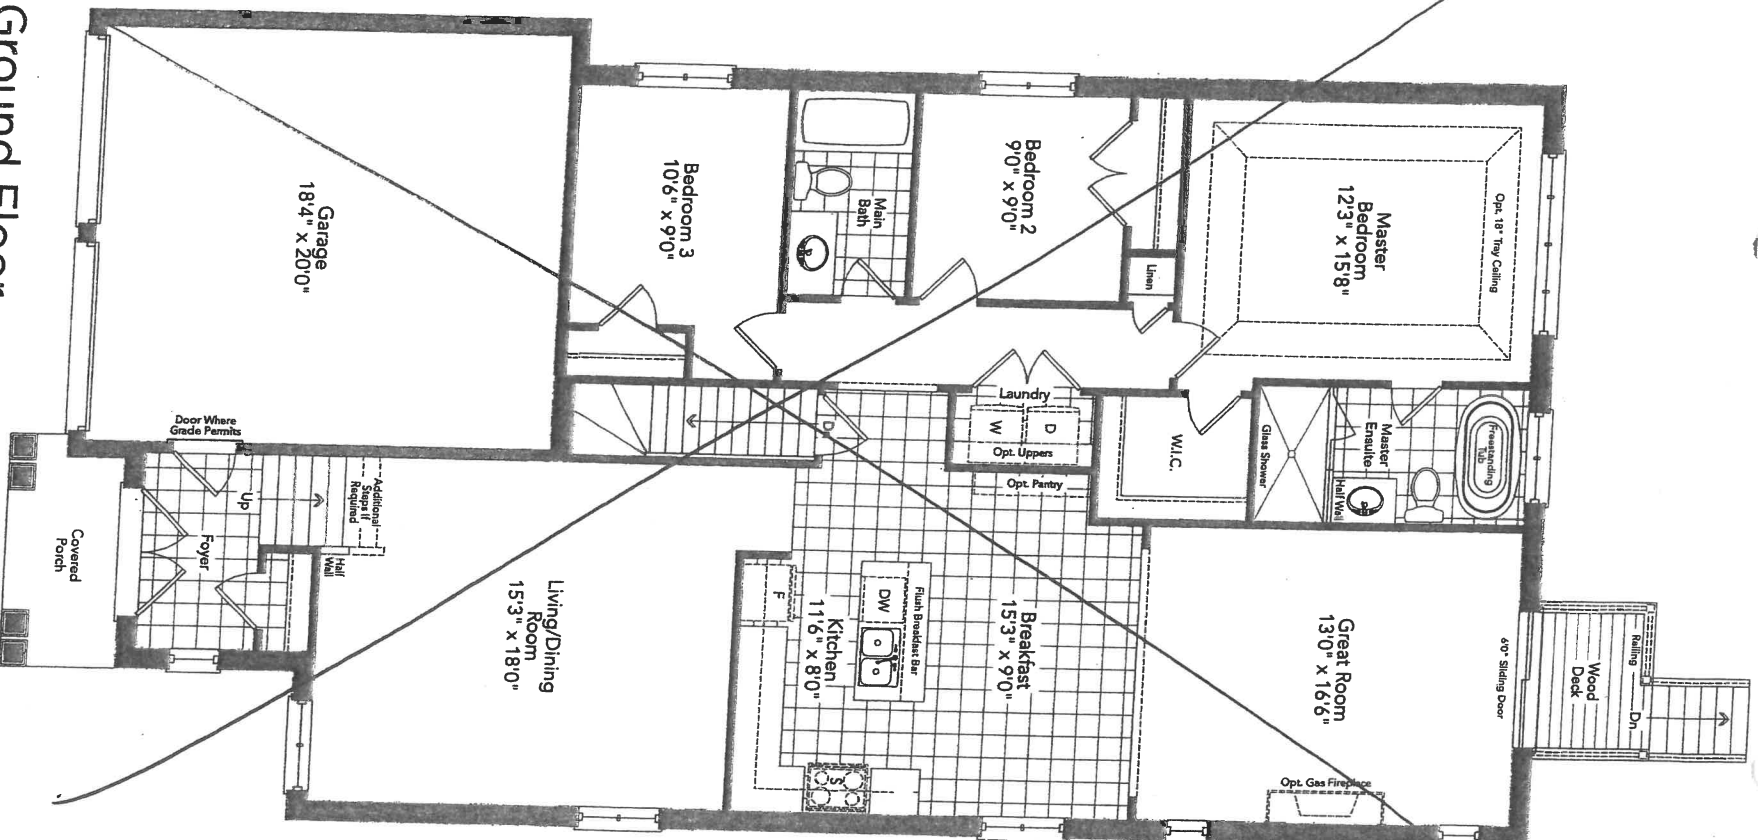 Ground Floor
Garage
18'4" x 20'0"
Bedroom 3
10'6" x 9'0"
Main
Bath
Bedroom 2
9'0" x 9'0"
Linen
Master
Bedroom
12'3" x 15'8"
Opt. 18" Tray Ceiling
Door Where
Grade Permits
Up
Additional
Steps If
Required
Half
Wall
Foyer
Covered
Porch
Living/Dining
Room
15'3" x 18'0"
Laundry
W
D
Opt. Uppers
Opt. Pantry
W.I.C.
Glass Shower
Master
Ensuite
Half Wall
Freestanding
Tub
F
DW
Flush Breakfast Bar
Kitchen
11'6" x 8'0"
S
Breakfast
15'3" x 9'0"
Great Room
13'0" x 16'6"
Opt. Gas Fireplace
6'0" Sliding Door
Wood
Deck
Railing
Dn